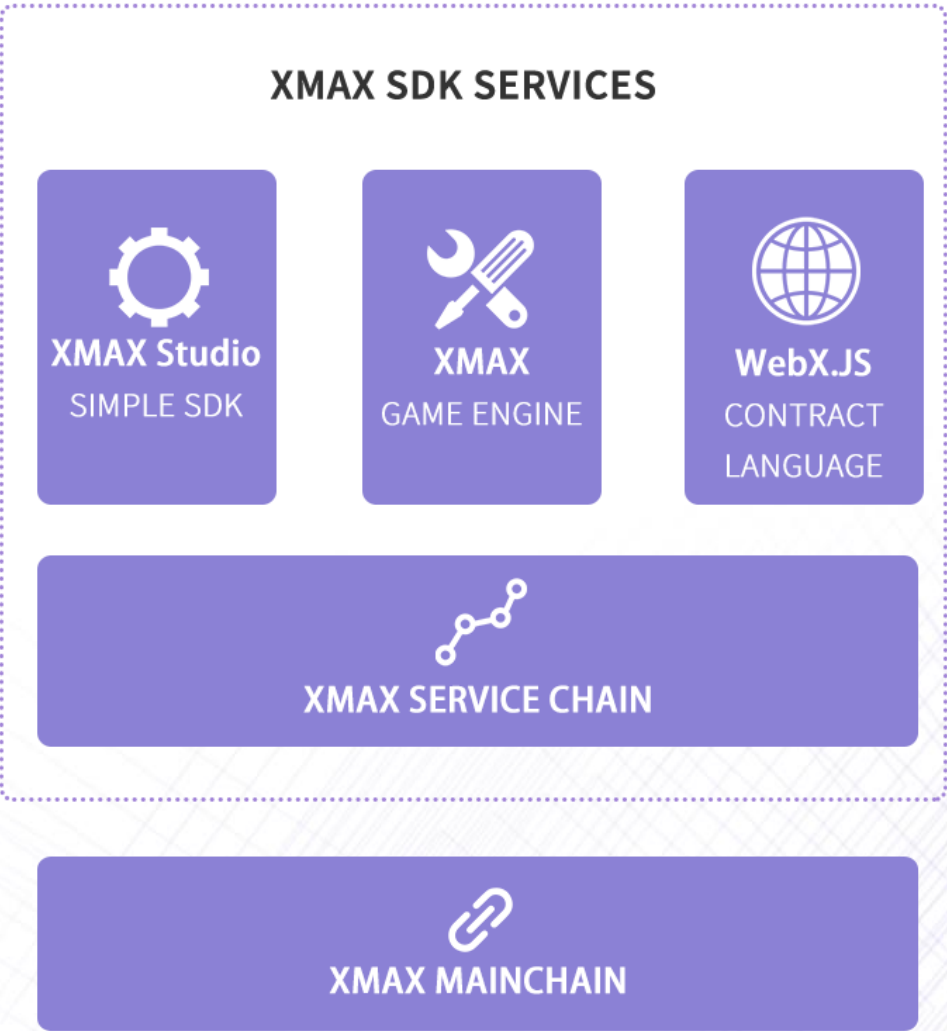 XMAX SDK SERVICES
XMAX Studio
SIMPLE SDK
XMAX
GAME ENGINE
WebX.JS
CONTRACT
LANGUAGE
XMAX SERVICE CHAIN
XMAX MAINCHAIN